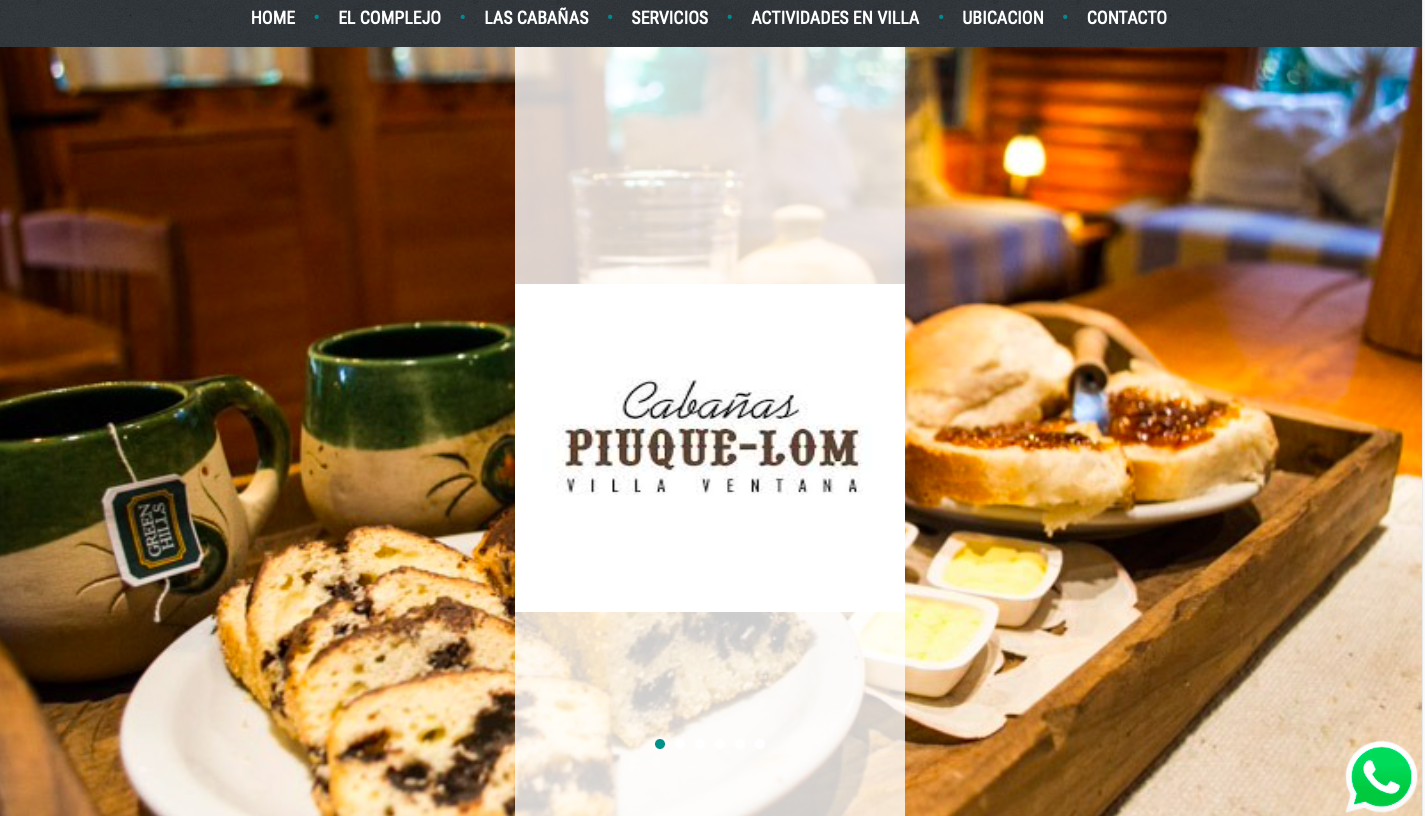 HOME • EL COMPLEJO • LAS CABAÑAS • SERVICIOS • ACTIVIDADES EN VILLA • UBICACION • CONTACTO
Cabañas
PIUQUE-LOM
VILLA VENTANA
GREEN
HILLS